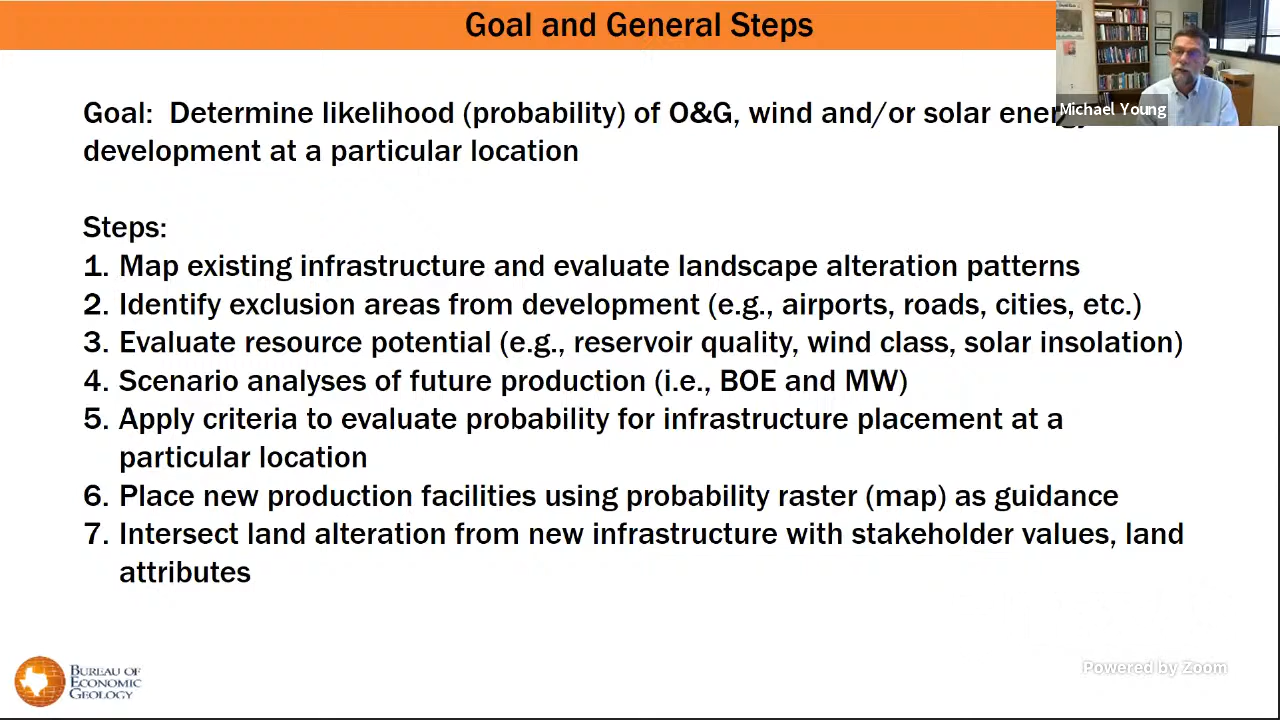 Goal and General Steps
Michael Young
Goal: Determine likelihood (probability) of O&G, wind and/or solar energy
development at a particular location
Steps:
1. Map existing infrastructure and evaluate landscape alteration patterns
2. Identify exclusion areas from development (e.g., airports, roads, cities, etc.)
3. Evaluate resource potential (e.g., reservoir quality, wind class, solar insolation)
4. Scenario analyses of future production (i.e., BOE and MW)
5. Apply criteria to evaluate probability for infrastructure placement at a
particular location
6. Place new production facilities using probability raster (map) as guidance
7. Intersect land alteration from new infrastructure with stakeholder values, land
attributes
BUREAU OF
ECONOMIC
GEOLOGY
Powered by Zoom